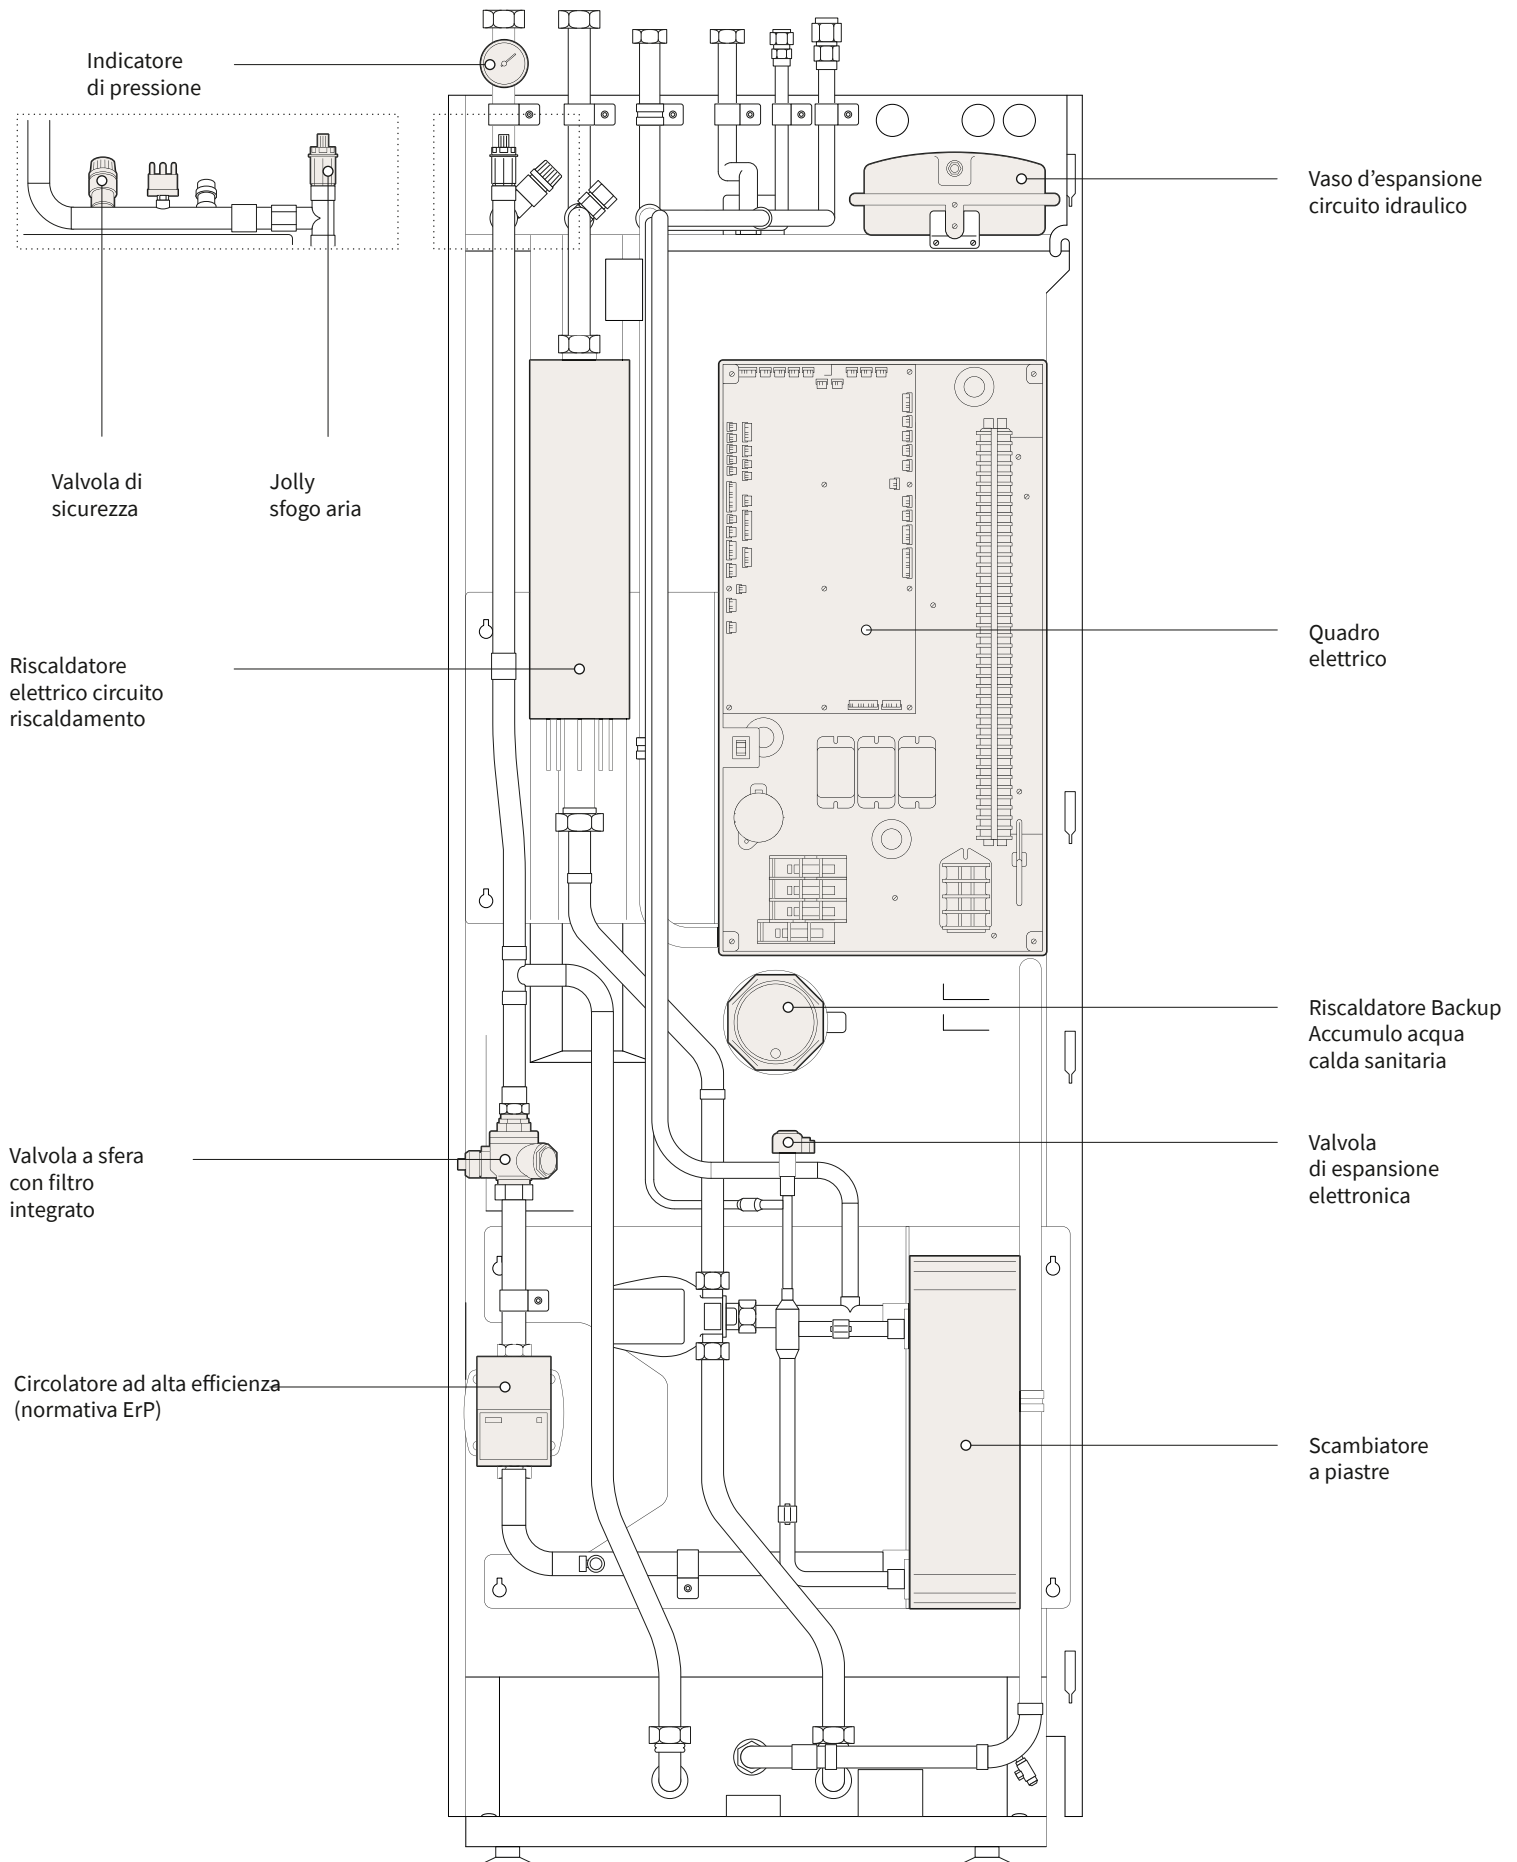 Indicatore
di pressione
Vaso d’espansione
circuito idraulico
Valvola di
sicurezza
Jolly
sfogo aria
Quadro
elettrico
Riscaldatore
elettrico circuito
riscaldamento
Riscaldatore Backup
Accumulo acqua
calda sanitaria
Valvola a sfera
con filtro
integrato
Valvola
di espansione
elettronica
Circolatore ad alta efficienza
(normativa ErP)
Scambiatore
a piastre